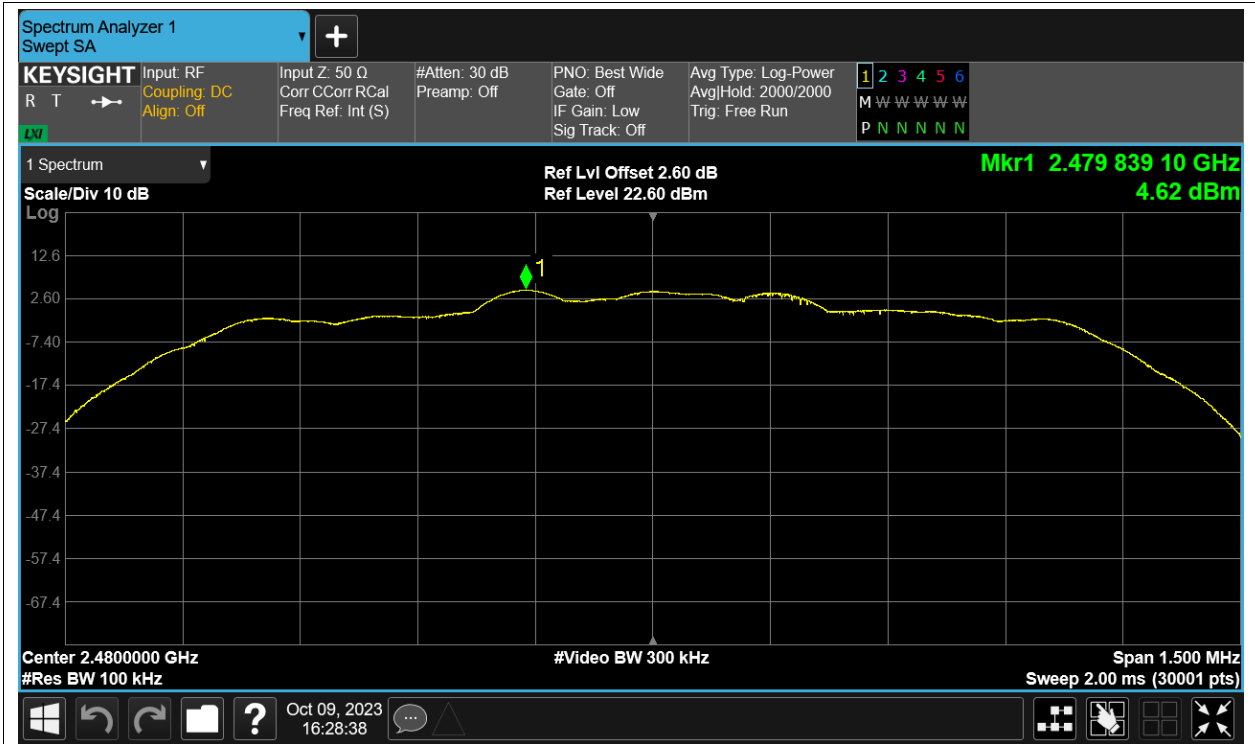 Spectrum Analyzer 1
Swept SA
KEYSIGHT
R T
LXI
Input: RF
Coupling: DC
Align: Off
Input Z: 50 Ω
Corr CCorr RCal
Freq Ref: Int (S)
#Atten: 30 dB
Preamp: Off
PNO: Best Wide
Gate: Off
IF Gain: Low
Sig Track: Off
Avg Type: Log-Power
Avg|Hold: 2000/2000
Trig: Free Run
1 2 3 4 5 6
M W W W W W
P N N N N N
1 Spectrum
Scale/Div 10 dB
Log
Ref Lvl Offset 2.60 dB
Ref Level 22.60 dBm
Mkr1 2.479 839 10 GHz
4.62 dBm
12.6
2.60
-7.40
-17.4
-27.4
-37.4
-47.4
-57.4
-67.4
1
Center 2.4800000 GHz
#Res BW 100 kHz
#Video BW 300 kHz
Span 1.500 MHz
Sweep 2.00 ms (30001 pts)
?
Oct 09, 2023
16:28:38